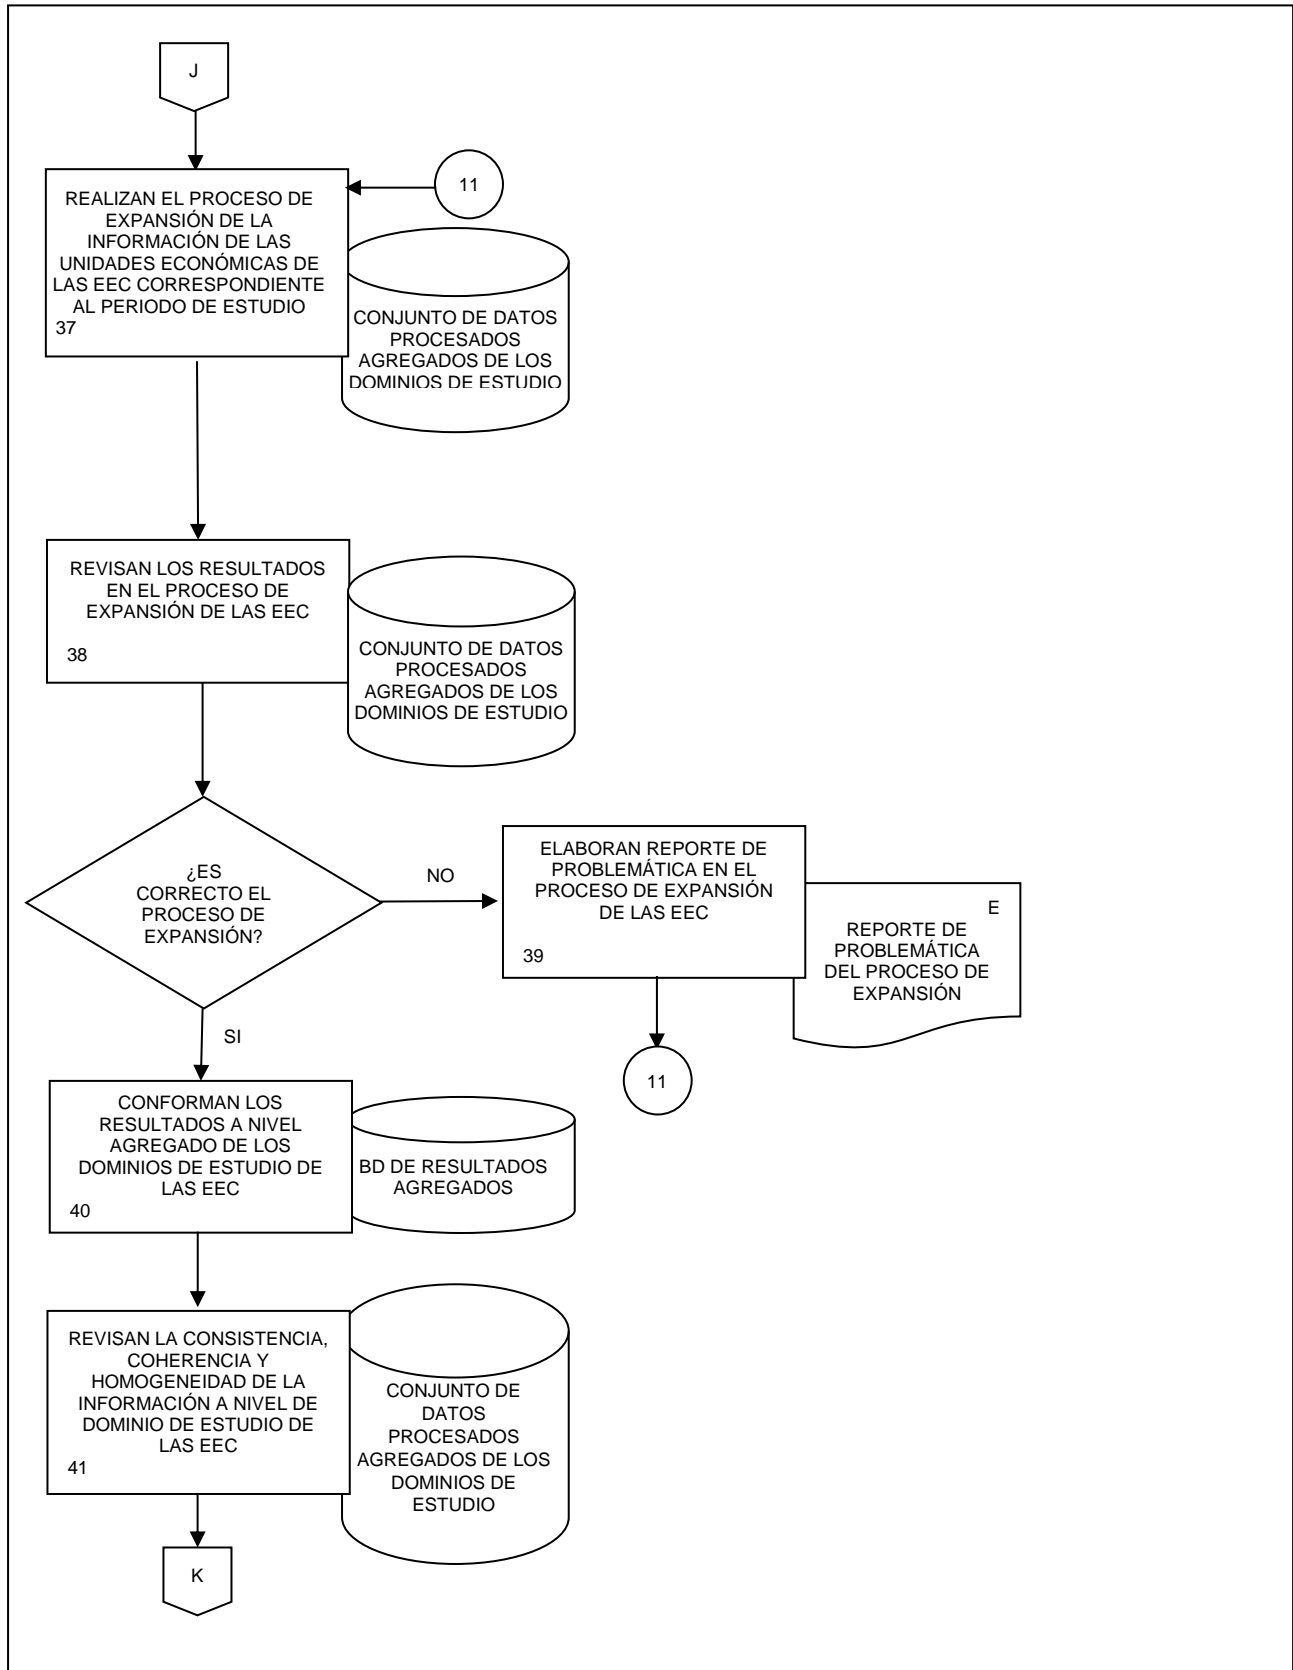 J
REALIZAN EL PROCESO DE
EXPANSIÓN DE LA
INFORMACIÓN DE LAS
UNIDADES ECONÓMICAS DE
LAS EEC CORRESPONDIENTE
AL PERIODO DE ESTUDIO
37
11
CONJUNTO DE DATOS
PROCESADOS
AGREGADOS DE LOS
DOMINIOS DE ESTUDIO
REVISAN LOS RESULTADOS
EN EL PROCESO DE
EXPANSIÓN DE LAS EEC
38
CONJUNTO DE DATOS
PROCESADOS
AGREGADOS DE LOS
DOMINIOS DE ESTUDIO
¿ES
CORRECTO EL
PROCESO DE
EXPANSIÓN?
NO
ELABORAN REPORTE DE
PROBLEMÁTICA EN EL
PROCESO DE EXPANSIÓN
DE LAS EEC
39
E
REPORTE DE
PROBLEMÁTICA
DEL PROCESO DE
EXPANSIÓN
11
SI
CONFORMAN LOS
RESULTADOS A NIVEL
AGREGADO DE LOS
DOMINIOS DE ESTUDIO DE
LAS EEC
40
BD DE RESULTADOS
AGREGADOS
REVISAN LA CONSISTENCIA,
COHERENCIA Y
HOMOGENEIDAD DE LA
INFORMACIÓN A NIVEL DE
DOMINIO DE ESTUDIO DE
LAS EEC
41
CONJUNTO DE
DATOS
PROCESADOS
AGREGADOS DE LOS
DOMINIOS DE
ESTUDIO
K